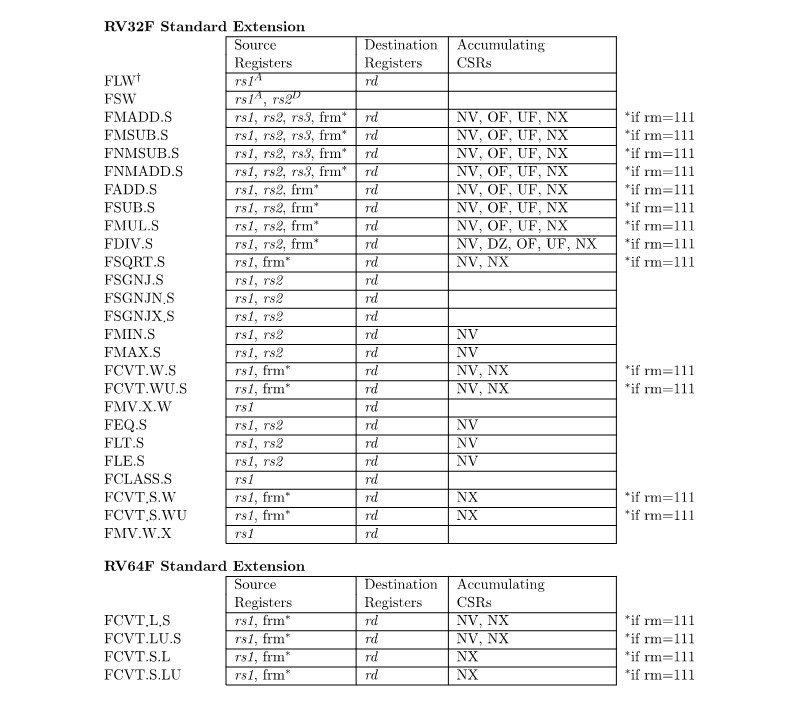 RV32F Standard Extension
Source Destination Accumulating
Registers Registers CSRs
FLW† rs1A rd
FSW rs1A, rs2D
FMADD.S rs1, rs2, rs3, frm* rd NV, OF, UF, NX *if rm=111
FMSUB.S rs1, rs2, rs3, frm* rd NV, OF, UF, NX *if rm=111
FNMSUB.S rs1, rs2, rs3, frm* rd NV, OF, UF, NX *if rm=111
FNMADD.S rs1, rs2, rs3, frm* rd NV, OF, UF, NX *if rm=111
FADD.S rs1, rs2, frm* rd NV, OF, UF, NX *if rm=111
FSUB.S rs1, rs2, frm* rd NV, OF, UF, NX *if rm=111
FMUL.S rs1, rs2, frm* rd NV, OF, UF, NX *if rm=111
FDIV.S rs1, rs2, frm* rd NV, DZ, OF, UF, NX *if rm=111
FSQRT.S rs1, frm* rd NV, NX *if rm=111
FSGNJ.S rs1, rs2 rd
FSGNJN.S rs1, rs2 rd
FSGNJX.S rs1, rs2 rd
FMIN.S rs1, rs2 rd NV
FMAX.S rs1, rs2 rd NV
FCVT.W.S rs1, frm* rd NV, NX *if rm=111
FCVT.WU.S rs1, frm* rd NV, NX *if rm=111
FMV.X.W rs1 rd
FEQ.S rs1, rs2 rd NV
FLT.S rs1, rs2 rd NV
FLE.S rs1, rs2 rd NV
FCLASS.S rs1 rd
FCVT.S.W rs1, frm* rd NX *if rm=111
FCVT.S.WU rs1, frm* rd NX *if rm=111
FMV.W.X rs1 rd
RV64F Standard Extension
Source Destination Accumulating
Registers Registers CSRs
FCVT.L.S rs1, frm* rd NV, NX *if rm=111
FCVT.LU.S rs1, frm* rd NV, NX *if rm=111
FCVT.S.L rs1, frm* rd NX *if rm=111
FCVT.S.LU rs1, frm* rd NX *if rm=111